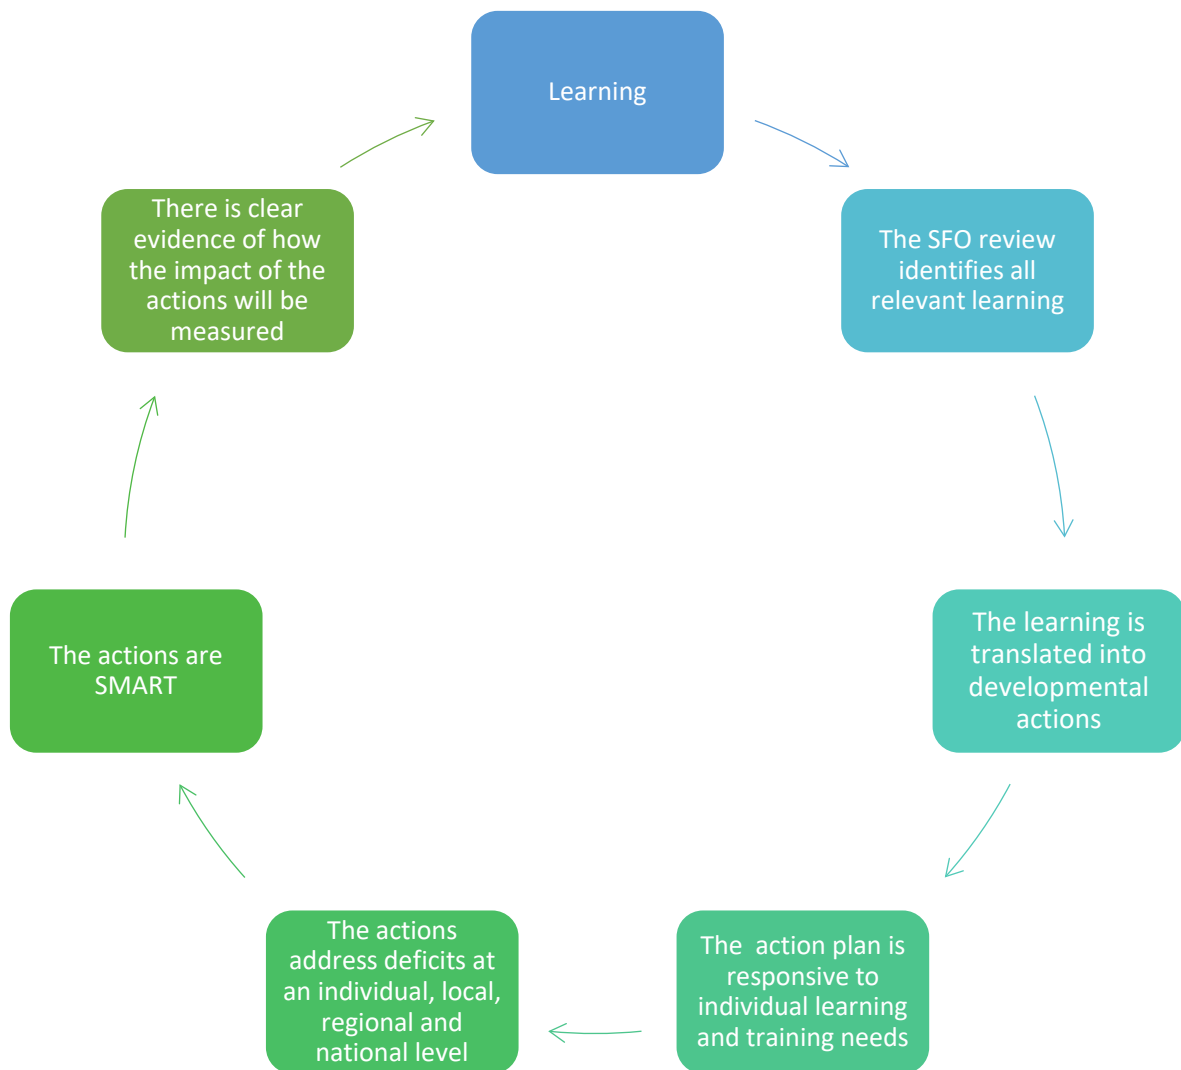 Learning
The SFO review
identifies all
relevant learning
The learning is
translated into
developmental
actions
The  action plan is
responsive to
individual learning
and training needs
The actions
address deficits at
an individual, local,
regional and
national level
The actions are
SMART
There is clear
evidence of how
the impact of the
actions will be
measured